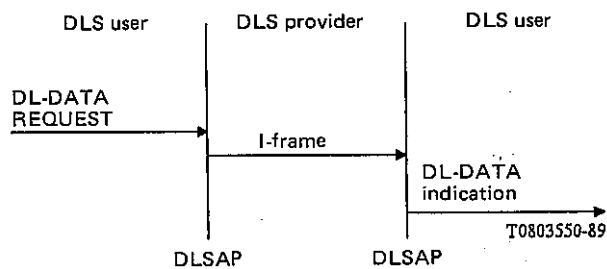 DLS user
DLS provider
DLS user
DL-DATA
REQUEST
I-frame
DL-DATA
indication
T0803550-89
DLSAP
DLSAP